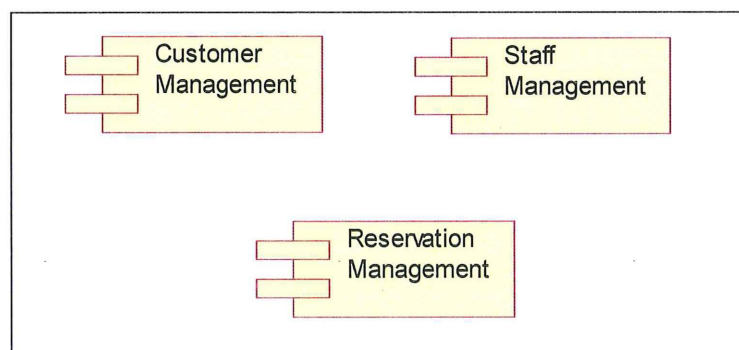 Customer
Management
Staff
Management
Reservation
Management